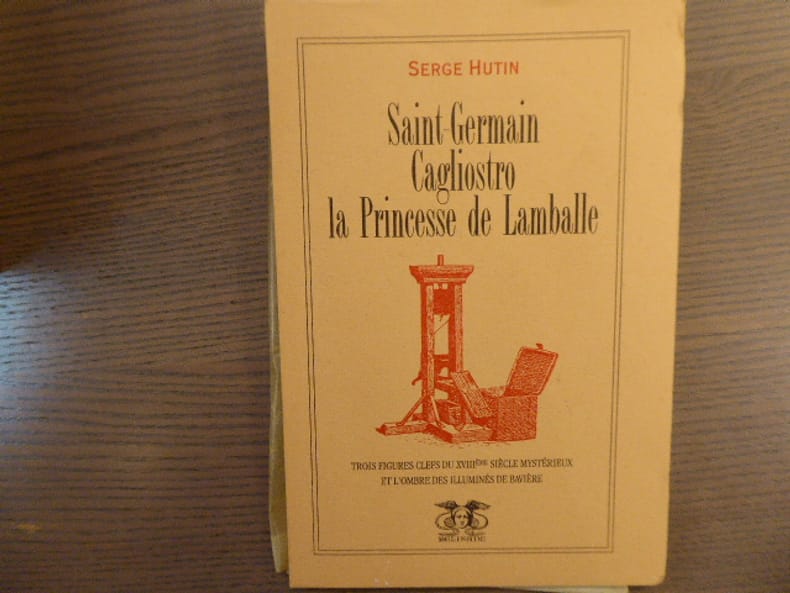 SERGE HUTIN
Saint-Germain
Cagliostro
la Princesse de Lamballe
TROIS FIGURES CLEFS DU XVIIIÈME SIÈCLE MYSTÉRIEUX
ET L'OMBRE DES ILLUMINÉS DE BAVIÈRE